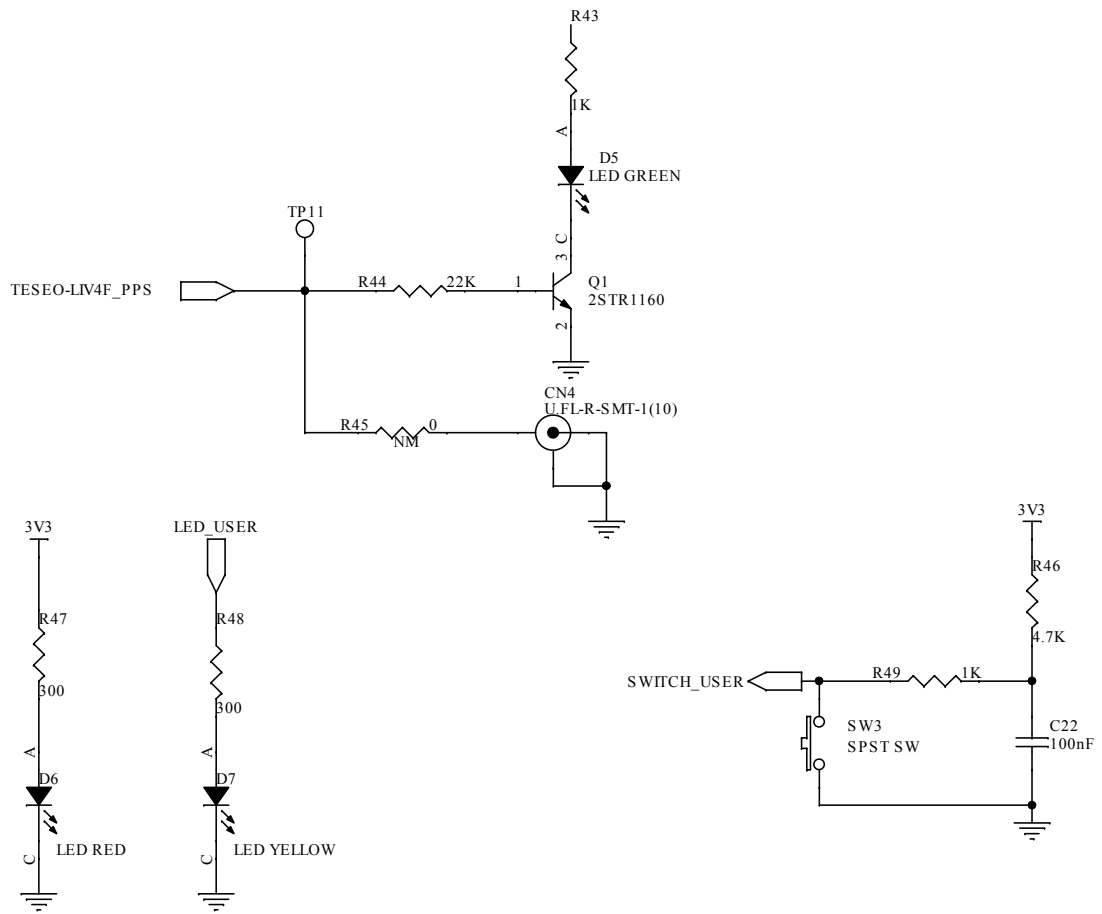 R43
1K
A
D5
LED GREEN
TP11
3 C
TESEO-LIV4F_PPS
R44 22K 1
Q1
2STR1160
2
CN4
U.FL-R-SMT-1(10)
R45 0
NM
3V3
LED_USER
3V3
R46
R47
R48
4.7K
SWITCH_USER
R49 1K
300
300
SW3
SPST SW
C22
100nF
A
A
D6
D7
LED RED
LED YELLOW
C
C